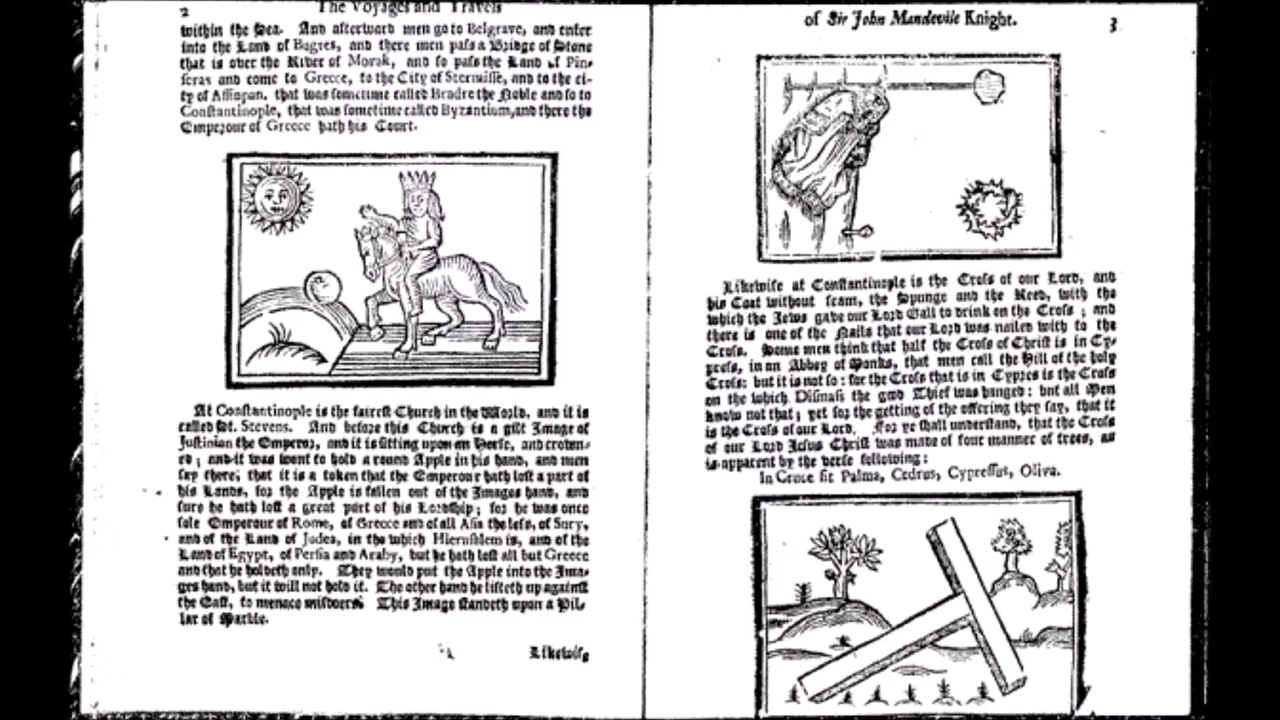 2
The Voyages and Travels
within the Sea. And afterward men go to Belgrave, and enter
into the Land of Bugres, and there men paſs a Bridge of Stone
that is over the River of Morak, and ſo paſs the Land of Pin-
ſeras and come to Greece, to the City of Sternuiſſe, and to the ci-
ty of Aſſinpan, that was ſometime called Bradre the Noble and ſo to
Conſtantinople, that was ſometime called Byzantium, and there the
Emperour of Greece hath his Court.
At Conſtantinople is the faireſt Church in the World, and it is
called St. Stevens. And before this Church is a gilt Image of
Juſtinian the Emperor, and it is ſitting upon an Horſe, and crown-
ed; and it was wont to hold a round Apple in his hand, and men
ſay there, that it is a token that the Emperour hath loſt a part of
his Lands, for the Apple is fallen out of the Images hand, and
ſure he hath loſt a great part of his Lordſhip; for he was once
ſole Emperour of Rome, of Greece and of all Aſia the leſs, of Sury,
and of the Land of Judea, in the which Hieruſalem is, and of the
Land of Egypt, of Perſia and Araby, but he hath loſt all but Greece
and that he holdeth only. They would put the Apple into the Ima-
ges hand, but it will not hold it. The other hand he lifteth up againſt
the Eaſt, to menace miſdoers. This Image ſtandeth upon a Pil-
lar of Marble.
Likewiſe
of Sir John Mandevile Knight.
3
Likewiſe at Conſtantinople is the Croſs of our Lord, and
his Coat without ſeam, the Spunge and the Reed, with the
which the Jews gave our Lord Gall to drink on the Croſs; and
there is one of the Nails that our Lord was nailed with to the
Croſs. Some men think that half the Croſs of Chriſt is in Cy-
preſs, in an Abbey of Monks, that men call the Hill of the holy
Croſs; but it is not ſo: for the Croſs that is in Cypres is the Croſs
on the which Diſmaſs the good Thief was hanged: but all Men
know not that; yet for the getting of the offering they ſay, that it
is the Croſs of our Lord. For ye ſhall underſtand, that the Croſs
of our Lord Jeſus Chriſt was made of four manner of trees, as
is apparent by the verſe following:
In Cruce fit Palma, Cedrus, Cypreſſus, Oliva.